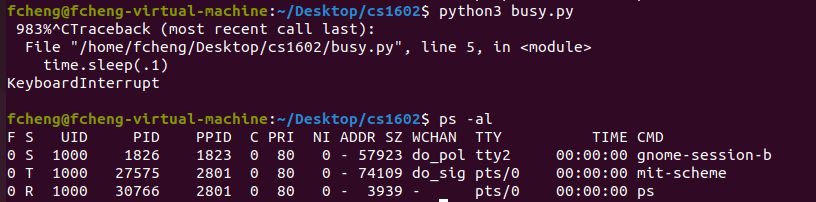 fcheng@fcheng-virtual-machine:~/Desktop/cs1602$ python3 busy.py
 983%^CTraceback (most recent call last):
  File "/home/fcheng/Desktop/cs1602/busy.py", line 5, in <module>
    time.sleep(.1)
KeyboardInterrupt

fcheng@fcheng-virtual-machine:~/Desktop/cs1602$ ps -al
F S   UID     PID    PPID  C PRI  NI ADDR SZ WCHAN  TTY          TIME CMD
0 S  1000    1826    1823  0  80   0 - 57923 do_pol tty2     00:00:00 gnome-session-b
0 T  1000   27575    2801  0  80   0 - 74109 do_sig pts/0    00:00:00 mit-scheme
0 R  1000   30766    2801  0  80   0 -  3939 -      pts/0    00:00:00 ps